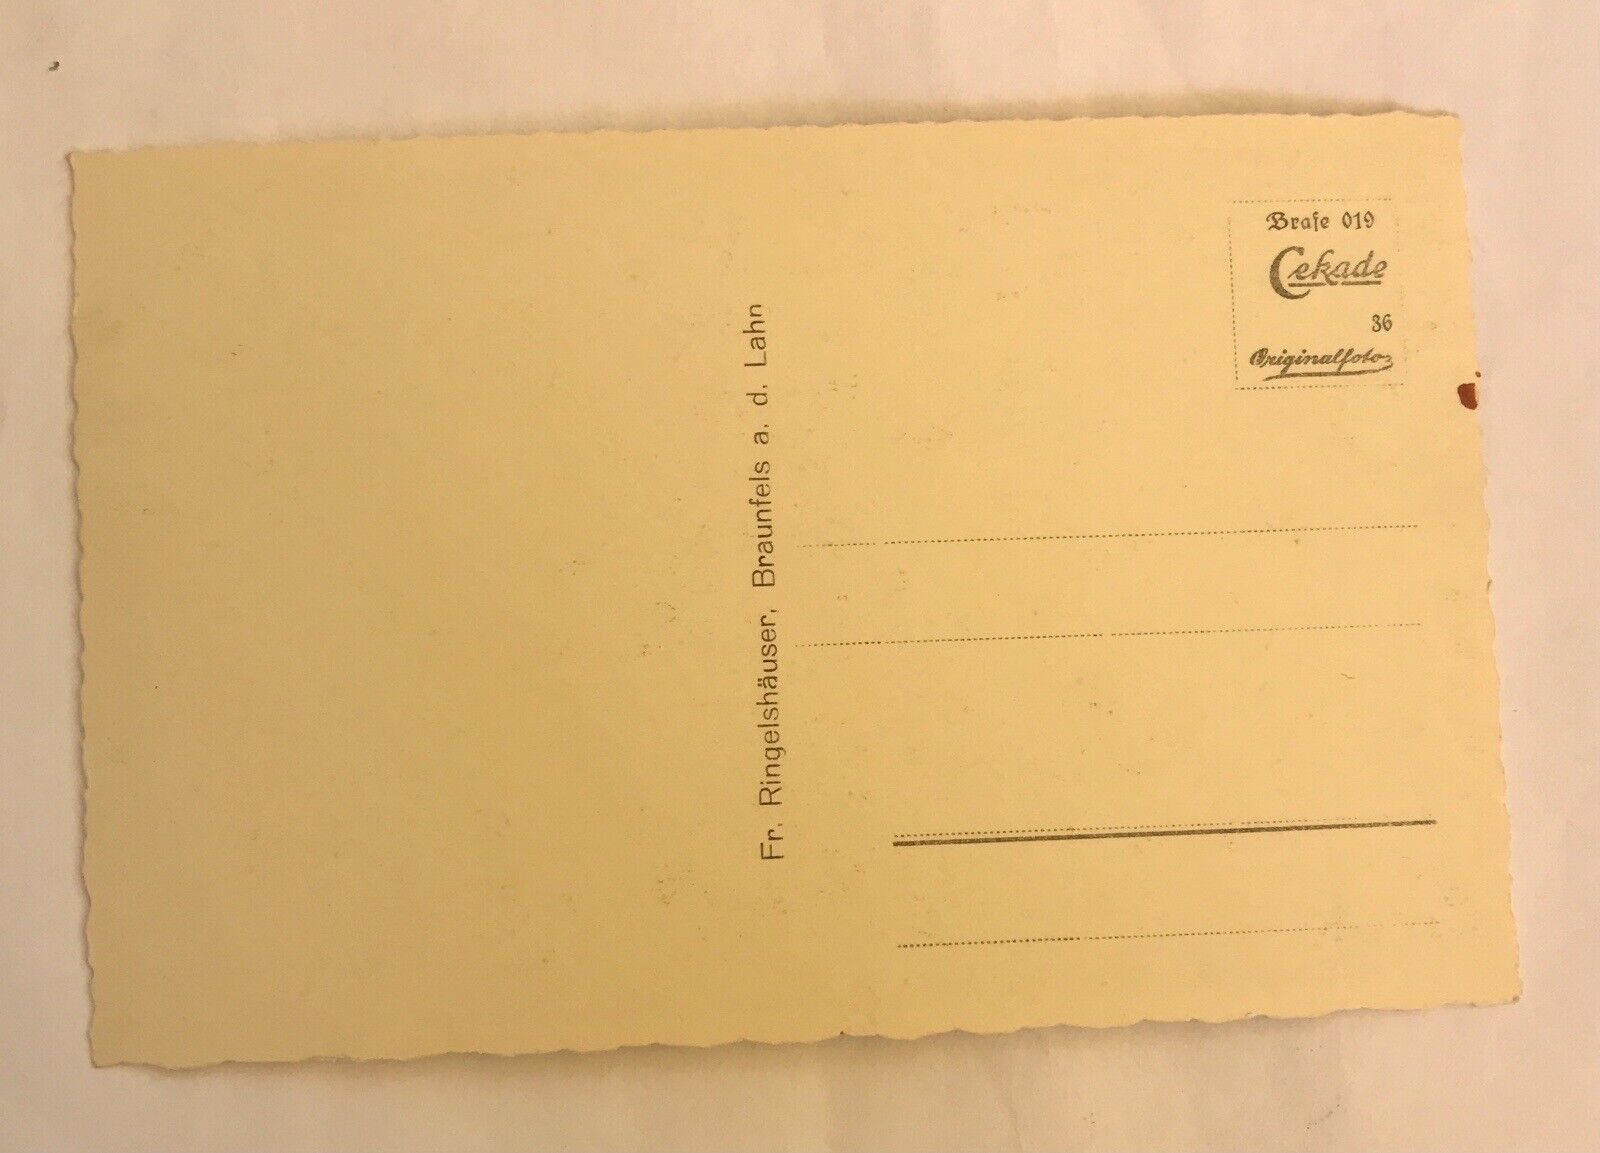 Fr. Ringelshäuser, Braunfels a. d. Lahn
Brafe 019
Cekade
36
Originalfoto